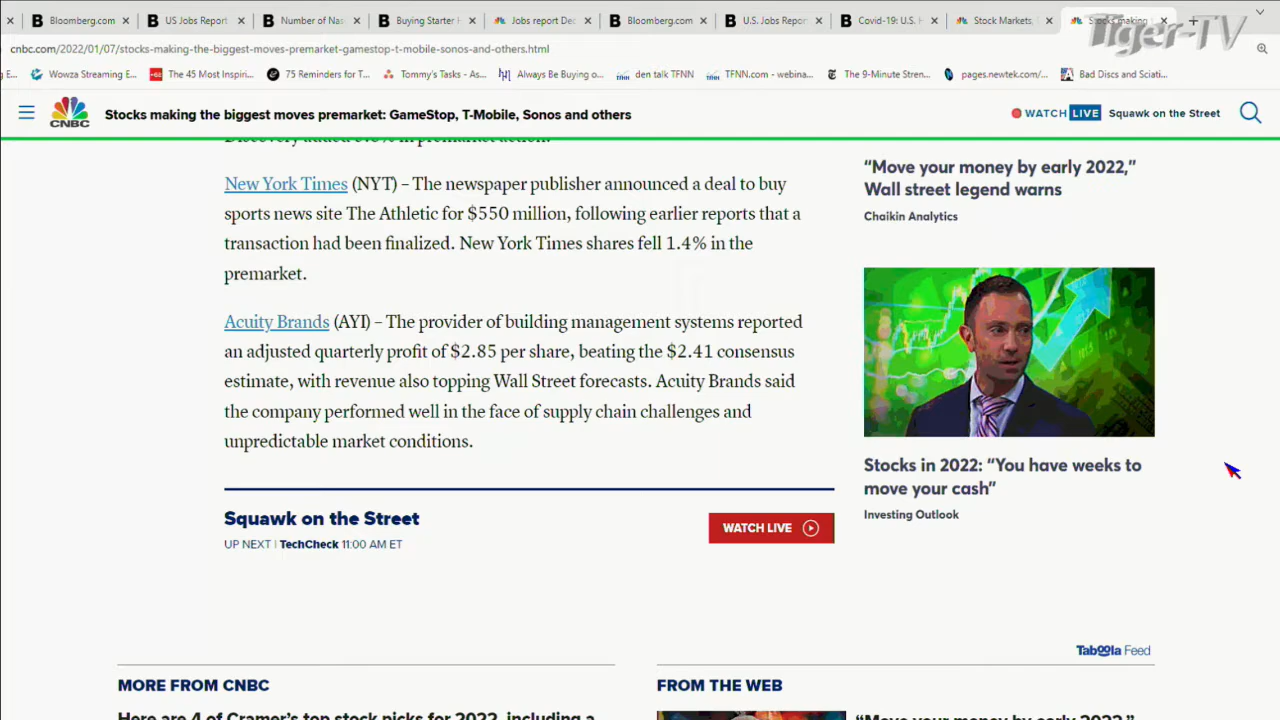 Bloomberg.com
US Jobs Report
Number of Nas
Buying Starter H
Jobs report Dec
Bloomberg.com
U.S. Jobs Repor
Covid-19: U.S. H
Stock Markets,
Stocks making
Tiger-TV
cnbc.com/2022/01/07/stocks-making-the-biggest-moves-premarket-gamestop-t-mobile-sonos-and-others.html
g E...
Wowza Streaming E...
The 45 Most Inspiri...
75 Reminders for T...
Tommy's Tasks - As...
Always Be Buying o...
den talk TFNN
TFNN.com - webina...
The 9-Minute Stren...
pages.newtek.com/...
Bad Discs and Sciati...
CNBC
Stocks making the biggest moves premarket: GameStop, T-Mobile, Sonos and others
WATCH LIVE Squawk on the Street
New York Times (NYT) – The newspaper publisher announced a deal to buy
sports news site The Athletic for $550 million, following earlier reports that a
transaction had been finalized. New York Times shares fell 1.4% in the
premarket.
Acuity Brands (AYI) – The provider of building management systems reported
an adjusted quarterly profit of $2.85 per share, beating the $2.41 consensus
estimate, with revenue also topping Wall Street forecasts. Acuity Brands said
the company performed well in the face of supply chain challenges and
unpredictable market conditions.
Squawk on the Street
UP NEXT | TechCheck 11:00 AM ET
WATCH LIVE
“Move your money by early 2022,”
Wall street legend warns
Chaikin Analytics
Stocks in 2022: “You have weeks to
move your cash”
Investing Outlook
Taboola Feed
MORE FROM CNBC
Here are 4 of Cramer's top stock picks for 2022, including a
FROM THE WEB
“Move your money by early 2022,”